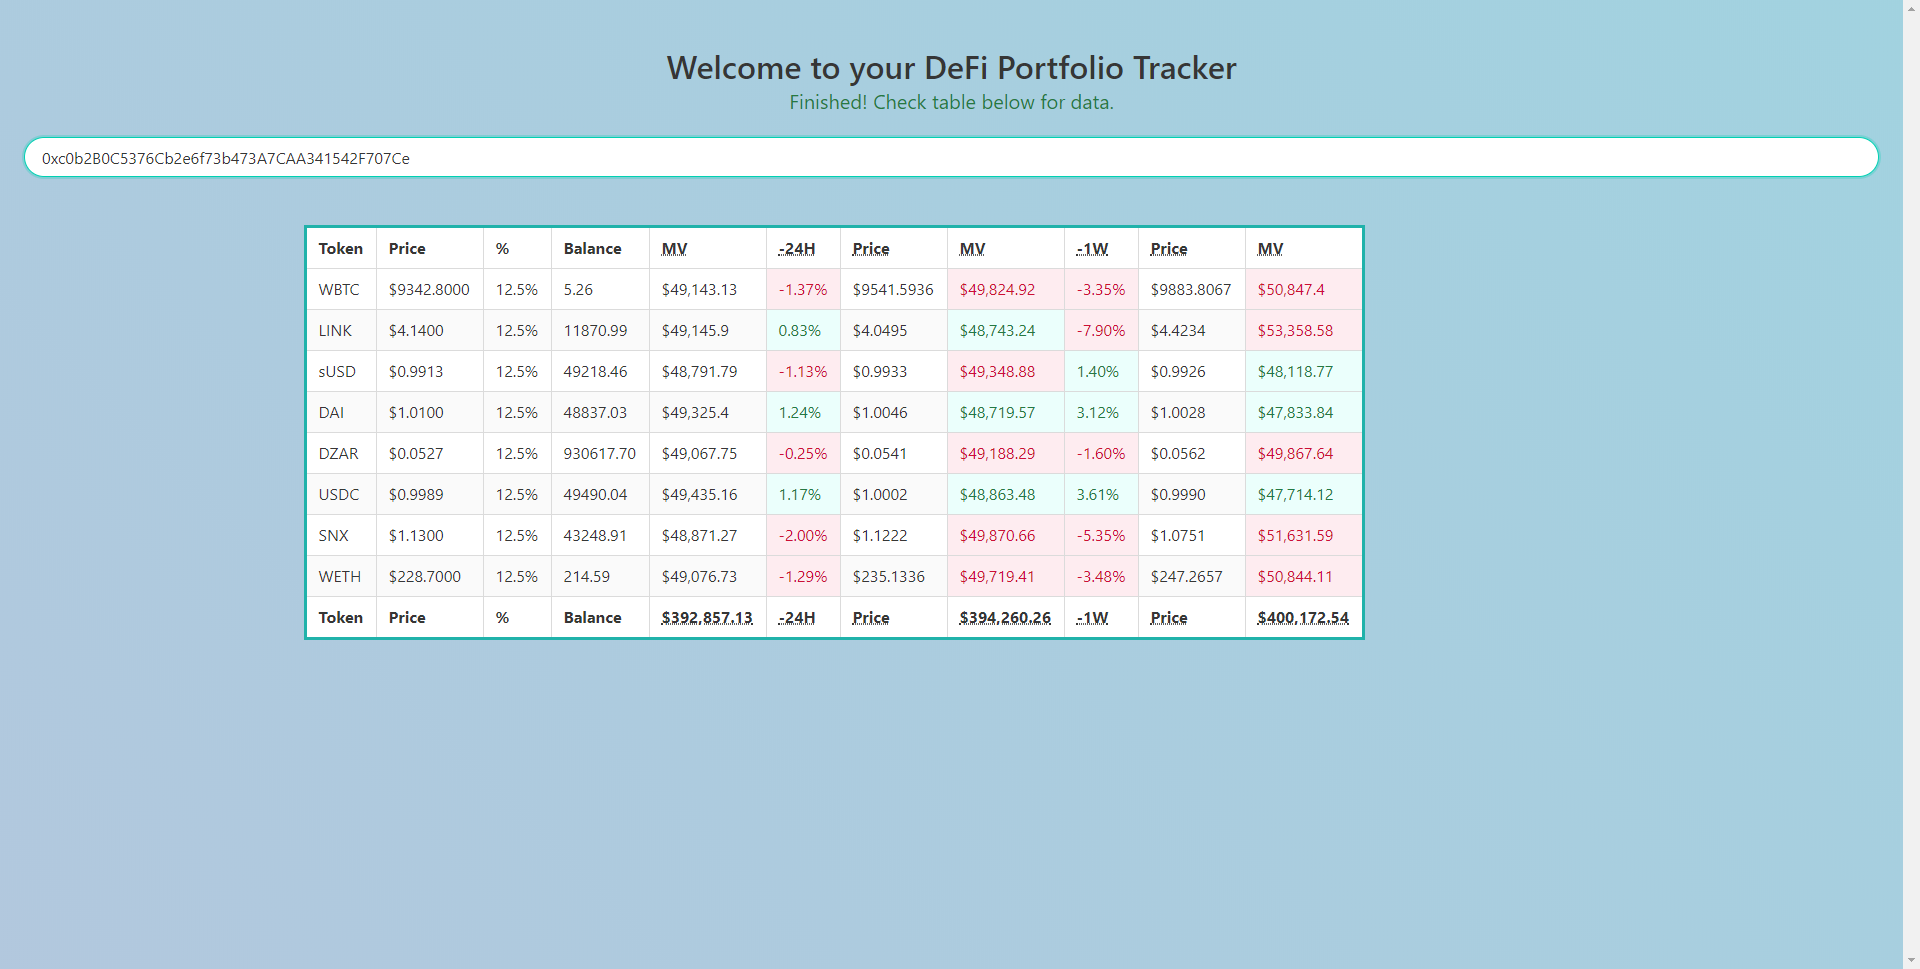 Welcome to your DeFi Portfolio Tracker
Finished! Check table below for data.
0xc0b2B0C5376Cb2e6f73b473A7CAA341542F707Ce
Token Price % Balance MV -24H Price MV -1W Price MV
WBTC $9342.8000 12.5% 5.26 $49,143.13 -1.37% $9541.5936 $49,824.92 -3.35% $9883.8067 $50,847.4
LINK $4.1400 12.5% 11870.99 $49,145.9 0.83% $4.0495 $48,743.24 -7.90% $4.4234 $53,358.58
sUSD $0.9913 12.5% 49218.46 $48,791.79 -1.13% $0.9933 $49,348.88 1.40% $0.9926 $48,118.77
DAI $1.0100 12.5% 48837.03 $49,325.4 1.24% $1.0046 $48,719.57 3.12% $1.0028 $47,833.84
DZAR $0.0527 12.5% 930617.70 $49,067.75 -0.25% $0.0541 $49,188.29 -1.60% $0.0562 $49,867.64
USDC $0.9989 12.5% 49490.04 $49,435.16 1.17% $1.0002 $48,863.48 3.61% $0.9990 $47,714.12
SNX $1.1300 12.5% 43248.91 $48,871.27 -2.00% $1.1222 $49,870.66 -5.35% $1.0751 $51,631.59
WETH $228.7000 12.5% 214.59 $49,076.73 -1.29% $235.1336 $49,719.41 -3.48% $247.2657 $50,844.11
Token Price % Balance $392,857.13 -24H Price $394,260.26 -1W Price $400,172.54